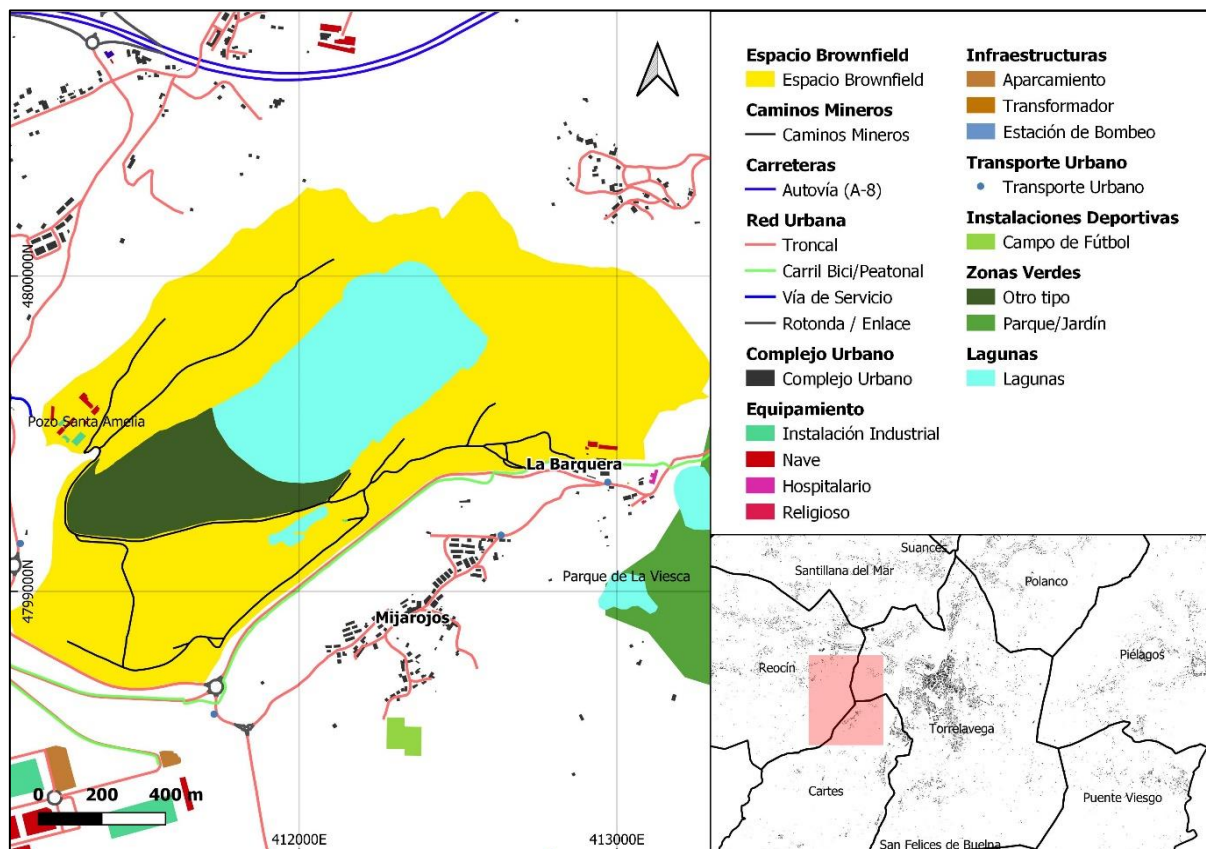 4800000N
4799000N
Pozo Santa Amelia
La Barquera
Parque de La Viesca
Mijarojos
0 200 400 m
412000E
413000E
Espacio Brownfield
Espacio Brownfield
Caminos Mineros
Caminos Mineros
Carreteras
Autovía (A-8)
Red Urbana
Troncal
Carril Bici/Peatonal
Vía de Servicio
Rotonda / Enlace
Complejo Urbano
Complejo Urbano
Equipamiento
Instalación Industrial
Nave
Hospitalario
Religioso
Infraestructuras
Aparcamiento
Transformador
Estación de Bombeo
Transporte Urbano
Transporte Urbano
Instalaciones Deportivas
Campo de Fútbol
Zonas Verdes
Otro tipo
Parque/Jardín
Lagunas
Lagunas
Suances
Santillana del Mar
Polanco
Reocín
Piélagos
Torrelavega
Cartes
Puente Viesgo
San Felices de Buelna